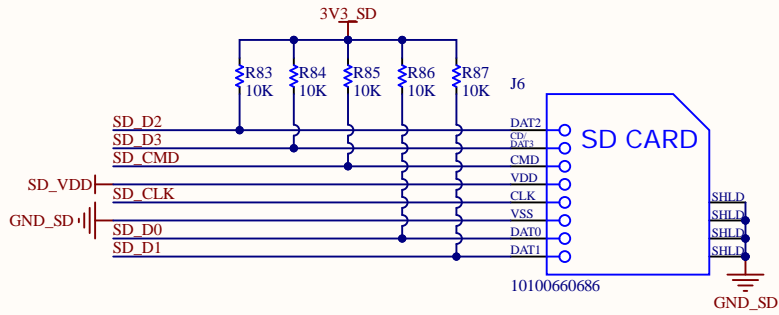 3V3_SD
R83 R84 R85 R86 R87
10K 10K 10K 10K 10K
J6
SD_D2 DAT2
SD_D3 CD/
DAT3
SD_CMD CMD
SD_VDD VDD
SD_CLK CLK
GND_SD VSS
SD_D0 DAT0
SD_D1 DAT1
SD CARD
SHLD
SHLD
SHLD
SHLD
10100660686
GND_SD